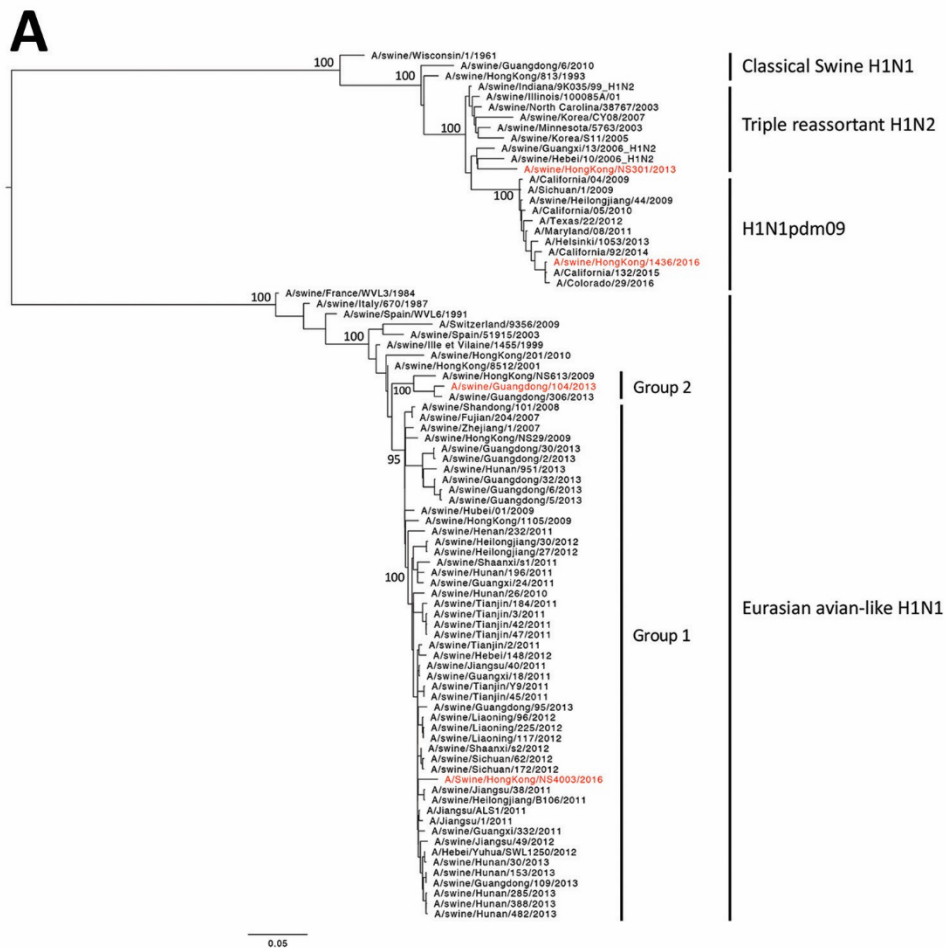 A
A/swine/Wisconsin/1/1961
100
A/swine/Guangdong/6/2010
100
A/swine/HongKong/813/1993
Classical Swine H1N1
A/swine/Indiana/9K035/99_H1N2
A/swine/Illinois/100085A/01
A/swine/North Carolina/38767/2003
A/swine/Korea/CY08/2007
100
A/swine/Minnesota/5763/2003
Triple reassortant H1N2
A/swine/Korea/S11/2005
A/swine/Guangxi/13/2006_H1N2
A/swine/Hebei/10/2006_H1N2
A/swine/HongKong/NS301/2013
A/California/04/2009
100
A/Sichuan/1/2009
A/swine/Heilongjiang/44/2009
A/California/05/2010
A/Texas/22/2012
H1N1pdm09
A/Maryland/08/2011
A/Helsinki/1053/2013
A/California/92/2014
A/swine/HongKong/1436/2016
A/California/132/2015
A/Colorado/29/2016
100
A/swine/France/WVL3/1984
A/swine/Italy/670/1987
A/swine/Spain/WVL6/1991
A/Switzerland/9356/2009
100
A/swine/Spain/51915/2003
A/swine/Ille et Vilaine/1455/1999
A/swine/HongKong/201/2010
A/swine/HongKong/8512/2001
A/swine/HongKong/NS613/2009
100
A/swine/Guangdong/104/2013
Group 2
A/swine/Guangdong/306/2013
A/swine/Shandong/101/2008
A/swine/Fujian/204/2007
A/swine/Zhejiang/1/2007
A/swine/HongKong/NS29/2009
A/swine/Guangdong/30/2013
95
A/swine/Guangdong/2/2013
A/swine/Hunan/951/2013
A/swine/Guangdong/32/2013
A/swine/Guangdong/6/2013
A/swine/Guangdong/5/2013
A/swine/Hubei/01/2009
A/swine/HongKong/1105/2009
A/swine/Henan/232/2011
A/swine/Heilongjiang/30/2012
A/swine/Heilongjiang/27/2012
A/swine/Shaanxi/s1/2011
100
A/swine/Hunan/196/2011
A/swine/Guangxi/24/2011
A/swine/Hunan/26/2010
A/swine/Tianjin/184/2011
A/swine/Tianjin/3/2011
Eurasian avian-like H1N1
A/swine/Tianjin/42/2011
A/swine/Tianjin/47/2011
Group 1
A/swine/Tianjin/2/2011
A/swine/Hebei/148/2012
A/swine/Jiangsu/40/2011
A/swine/Guangxi/18/2011
A/swine/Tianjin/Y9/2011
A/swine/Tianjin/45/2011
A/swine/Guangdong/95/2013
A/swine/Liaoning/96/2012
A/swine/Liaoning/225/2012
A/swine/Liaoning/117/2012
A/swine/Shaanxi/s2/2012
A/swine/Sichuan/62/2012
A/swine/Sichuan/172/2012
A/Swine/HongKong/NS4003/2016
A/swine/Jiangsu/38/2011
A/swine/Heilongjiang/B106/2011
A/Jiangsu/ALS1/2011
A/Jiangsu/1/2011
A/swine/Guangxi/332/2011
A/swine/Jiangsu/49/2012
A/Hebei/Yuhua/SWL1250/2012
A/swine/Hunan/30/2013
A/swine/Hunan/153/2013
A/swine/Guangdong/109/2013
A/swine/Hunan/285/2013
A/swine/Hunan/388/2013
A/swine/Hunan/482/2013
0.05